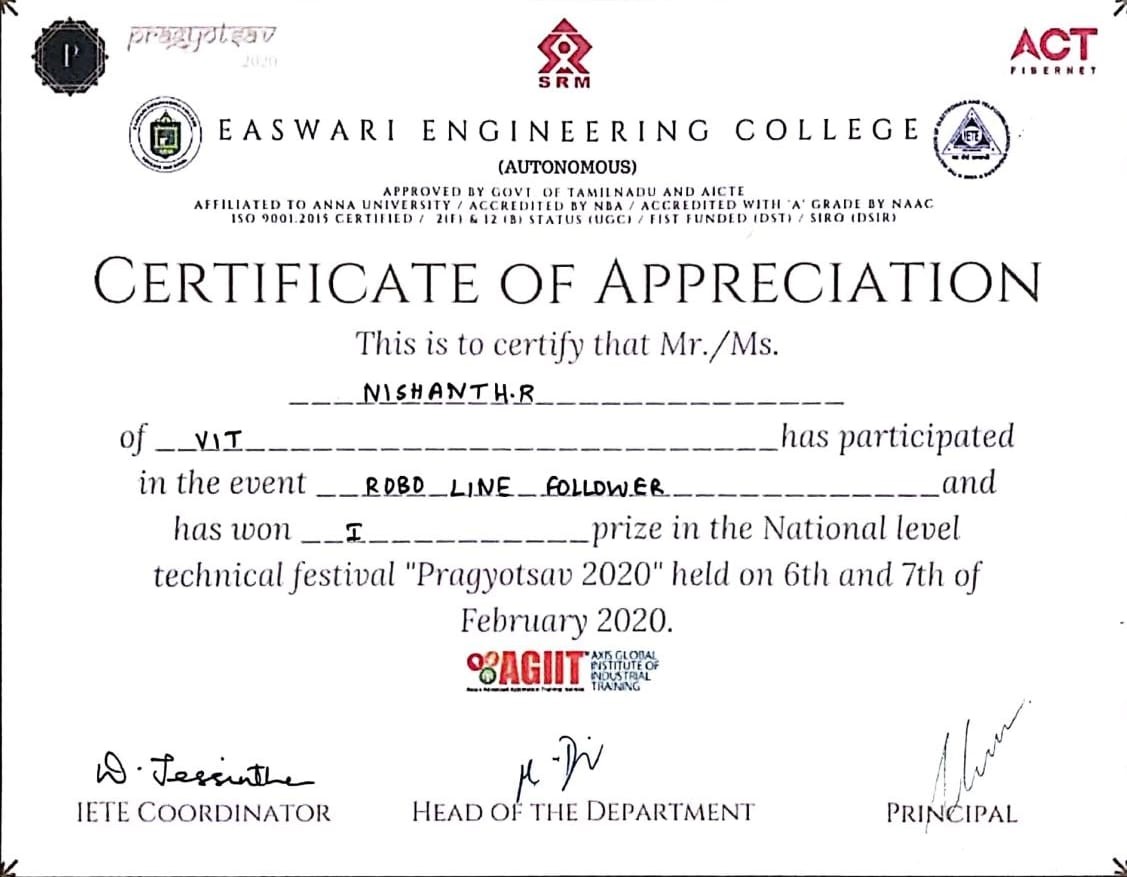 P
pragyotsav
2020
SRM
ACT
FIBERNET
EASWARI ENGINEERING COLLEGE
IETE
(AUTONOMOUS)
APPROVED BY GOVT OF TAMILNADU AND AICTE
AFFILIATED TO ANNA UNIVERSITY / ACCREDITED BY NBA / ACCREDITED WITH 'A' GRADE BY NAAC
ISO 9001:2015 CERTIFIED / 2(F) & 12 (B) STATUS (UGC) / FIST FUNDED (DST) / SIRO (DSIR)
CERTIFICATE OF APPRECIATION
This is to certify that Mr./Ms.
NISHANTH.R
of VIT has participated
in the event ROBO LINE FOLLOWER and
has won I prize in the National level
technical festival "Pragyotsav 2020" held on 6th and 7th of
February 2020.
AGIIT AXIS GLOBAL
INSTITUTE OF
INDUSTRIAL
TRAINING
D. Jessintha
IETE COORDINATOR
HEAD OF THE DEPARTMENT
PRINCIPAL